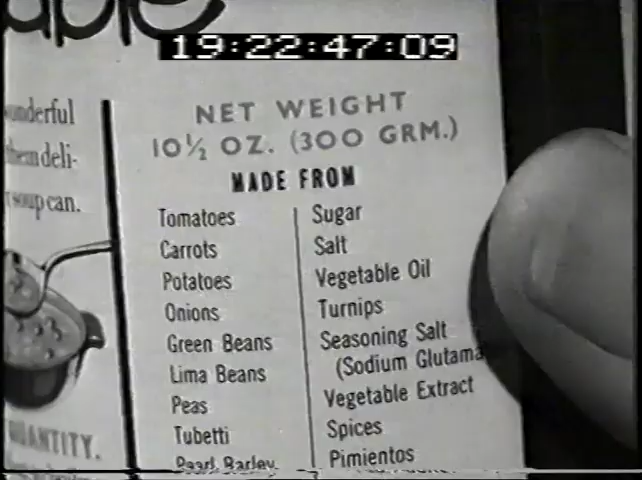 19:22:47:09
NET WEIGHT
10½ OZ. (300 GRM.)
MADE FROM
Tomatoes
Carrots
Potatoes
Onions
Green Beans
Lima Beans
Peas
Tubetti
Pearl Barley
Sugar
Salt
Vegetable Oil
Turnips
Seasoning Salt
(Sodium Glutama
Vegetable Extract
Spices
Pimientos
onderful
them deli-
soup can.
UANTITY.